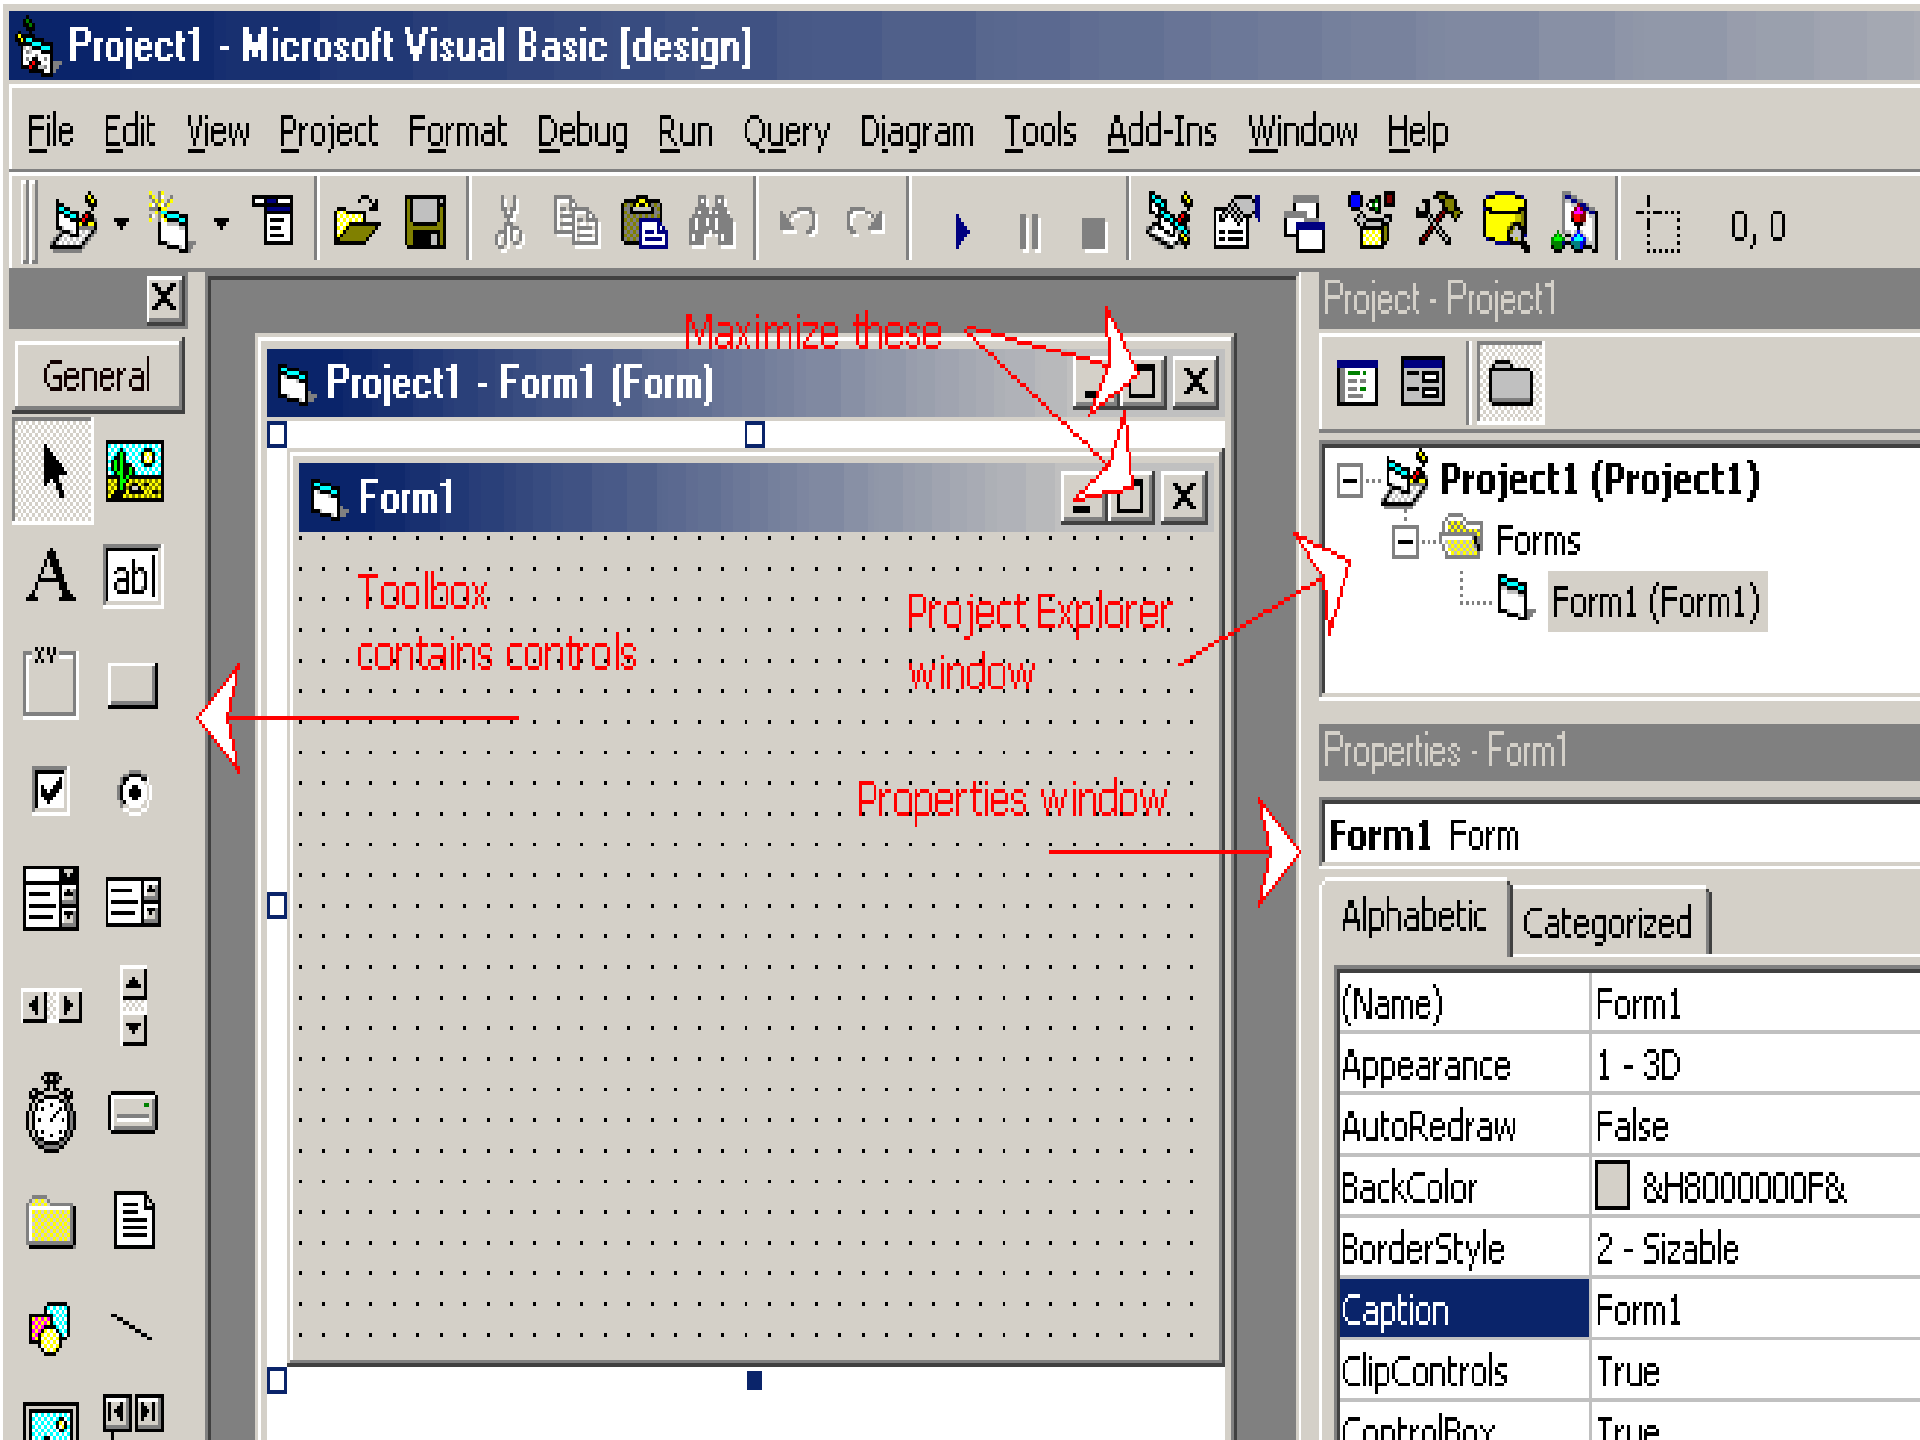 Project1 - Microsoft Visual Basic [design]
File Edit View Project Format Debug Run Query Diagram Tools Add-Ins Window Help
0, 0
General
A
ab|
XY
Maximize these
Project1 - Form1 (Form)
Form1
Toolbox
contains controls
Project Explorer
window
Properties window
Project - Project1
Project1 (Project1)
Forms
Form1 (Form1)
Properties - Form1
Form1 Form
Alphabetic Categorized
(Name) Form1
Appearance 1 - 3D
AutoRedraw False
BackColor &H8000000F&
BorderStyle 2 - Sizable
Caption Form1
ClipControls True
ControlBox True